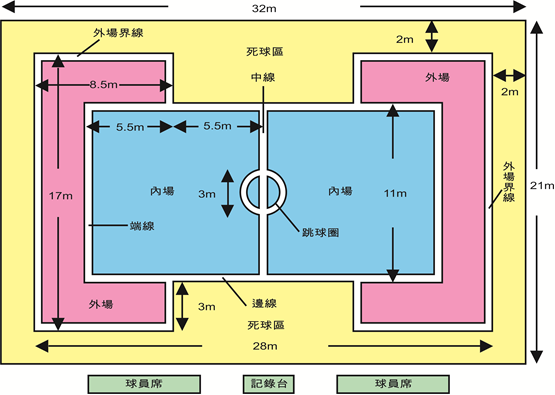 32m
外場界線
死球區
2m
中線
外場
8.5m
2m
5.5m
5.5m
內場
3m
內場
11m
外場界線
21m
17m
端線
跳球圈
外場
3m
邊線
死球區
28m
球員席
記錄台
球員席